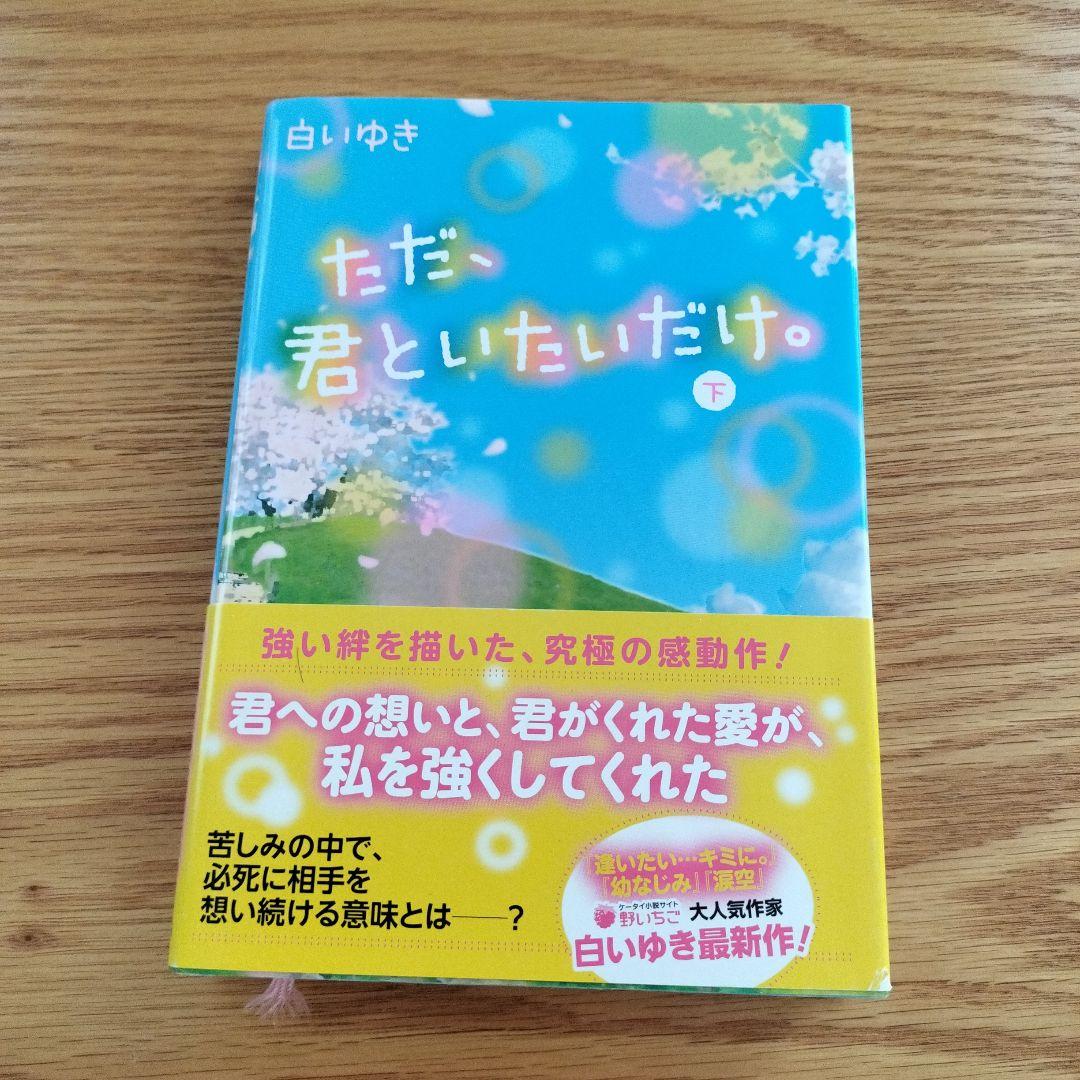 白いゆき
ただ、
君といたいだけ。
下
強い絆を描いた、究極の感動作！
君への想いと、君がくれた愛が、
私を強くしてくれた
苦しみの中で、
必死に相手を
想い続ける意味とは――？
『逢いたい…キミに。』
『幼なじみ』『涙空』
ケータイ小説サイト
野いちご 大人気作家
白いゆき最新作！